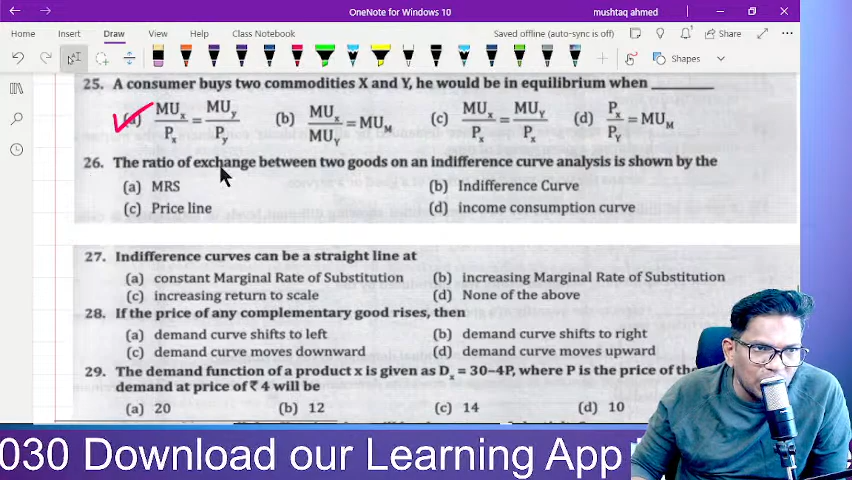 OneNote for Windows 10
mushtaq ahmed
Home Insert Draw View Help Class Notebook
Saved offline (auto-sync is off) Share
Shapes
25. A consumer buys two commodities X and Y, he would be in equilibrium when ________
(a) MUx/Px = MUy/Py (b) MUx/MUY = MUM (c) MUx/Px = MUY/Px (d) Px/PY = MUM
26. The ratio of exchange between two goods on an indifference curve analysis is shown by the
(a) MRS (b) Indifference Curve
(c) Price line (d) income consumption curve
27. Indifference curves can be a straight line at
(a) constant Marginal Rate of Substitution (b) increasing Marginal Rate of Substitution
(c) increasing return to scale (d) None of the above
28. If the price of any complementary good rises, then
(a) demand curve shifts to left (b) demand curve shifts to right
(c) demand curve moves downward (d) demand curve moves upward
29. The demand function of a product x is given as Dx = 30–4P, where P is the price of the
demand at price of ₹ 4 will be
(a) 20 (b) 12 (c) 14 (d) 10
030 Download our Learning App